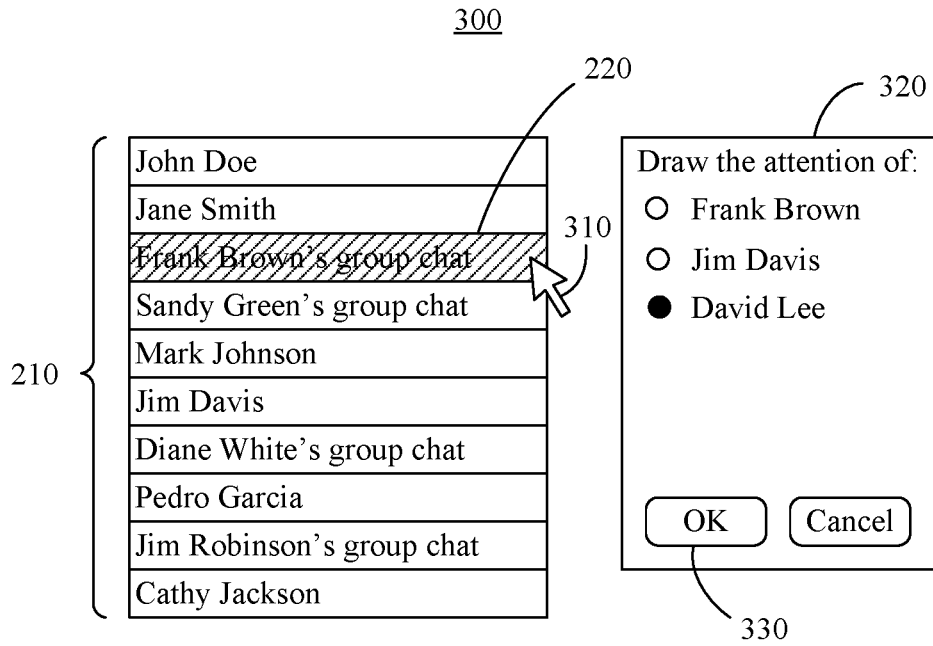 300
220
320
John Doe
Jane Smith
Frank Brown’s group chat
310
Sandy Green’s group chat
Mark Johnson
210
Jim Davis
Diane White’s group chat
Pedro Garcia
Jim Robinson’s group chat
Cathy Jackson
Draw the attention of:
Frank Brown
Jim Davis
David Lee
OK
Cancel
330